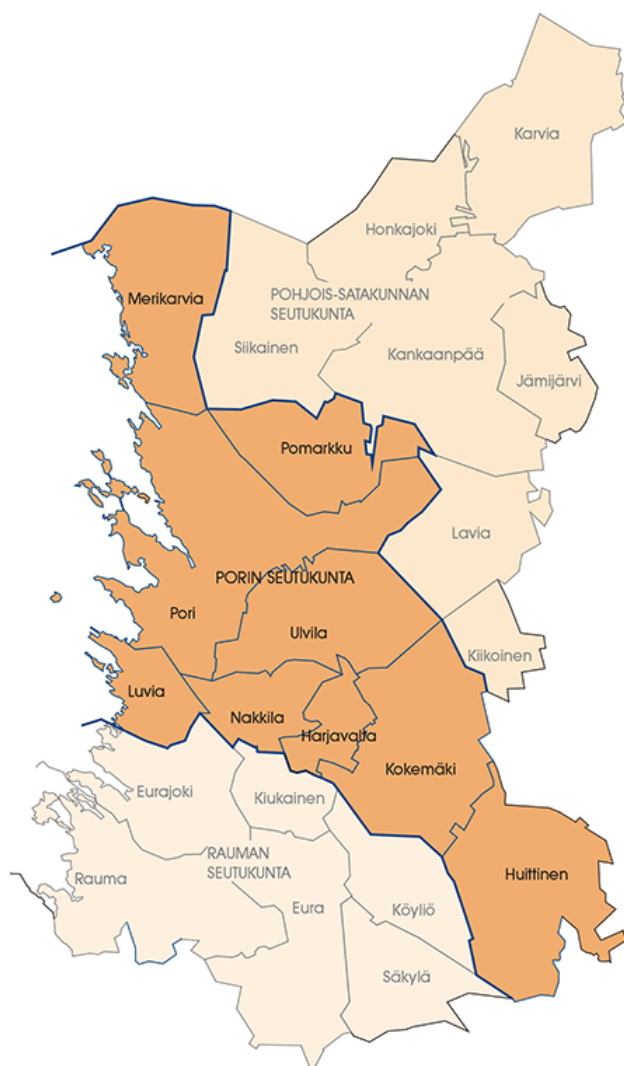 Karvia
Honkajoki
Merikarvia
POHJOIS-SATAKUNNAN
SEUTUKUNTA
Siikainen
Kankaanpää
Jämijärvi
Pomarkku
Lavia
PORIN SEUTUKUNTA
Pori
Ulvila
Kiikoinen
Luvia
Nakkila
Harjavalta
Kokemäki
Eurajoki
Kiukainen
RAUMAN
SEUTUKUNTA
Rauma
Huittinen
Eura
Köyliö
Säkylä